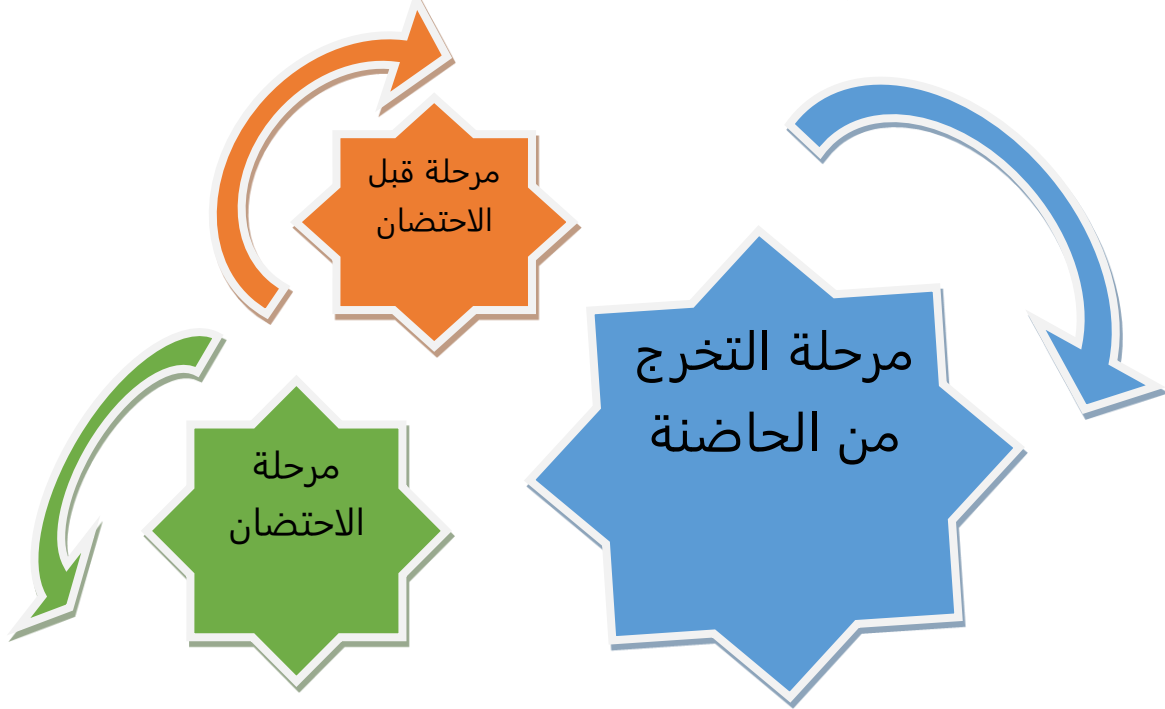 مرحلة قبل
الاحتضان
مرحلة التخرج
من الحاضنة
مرحلة
الاحتضان